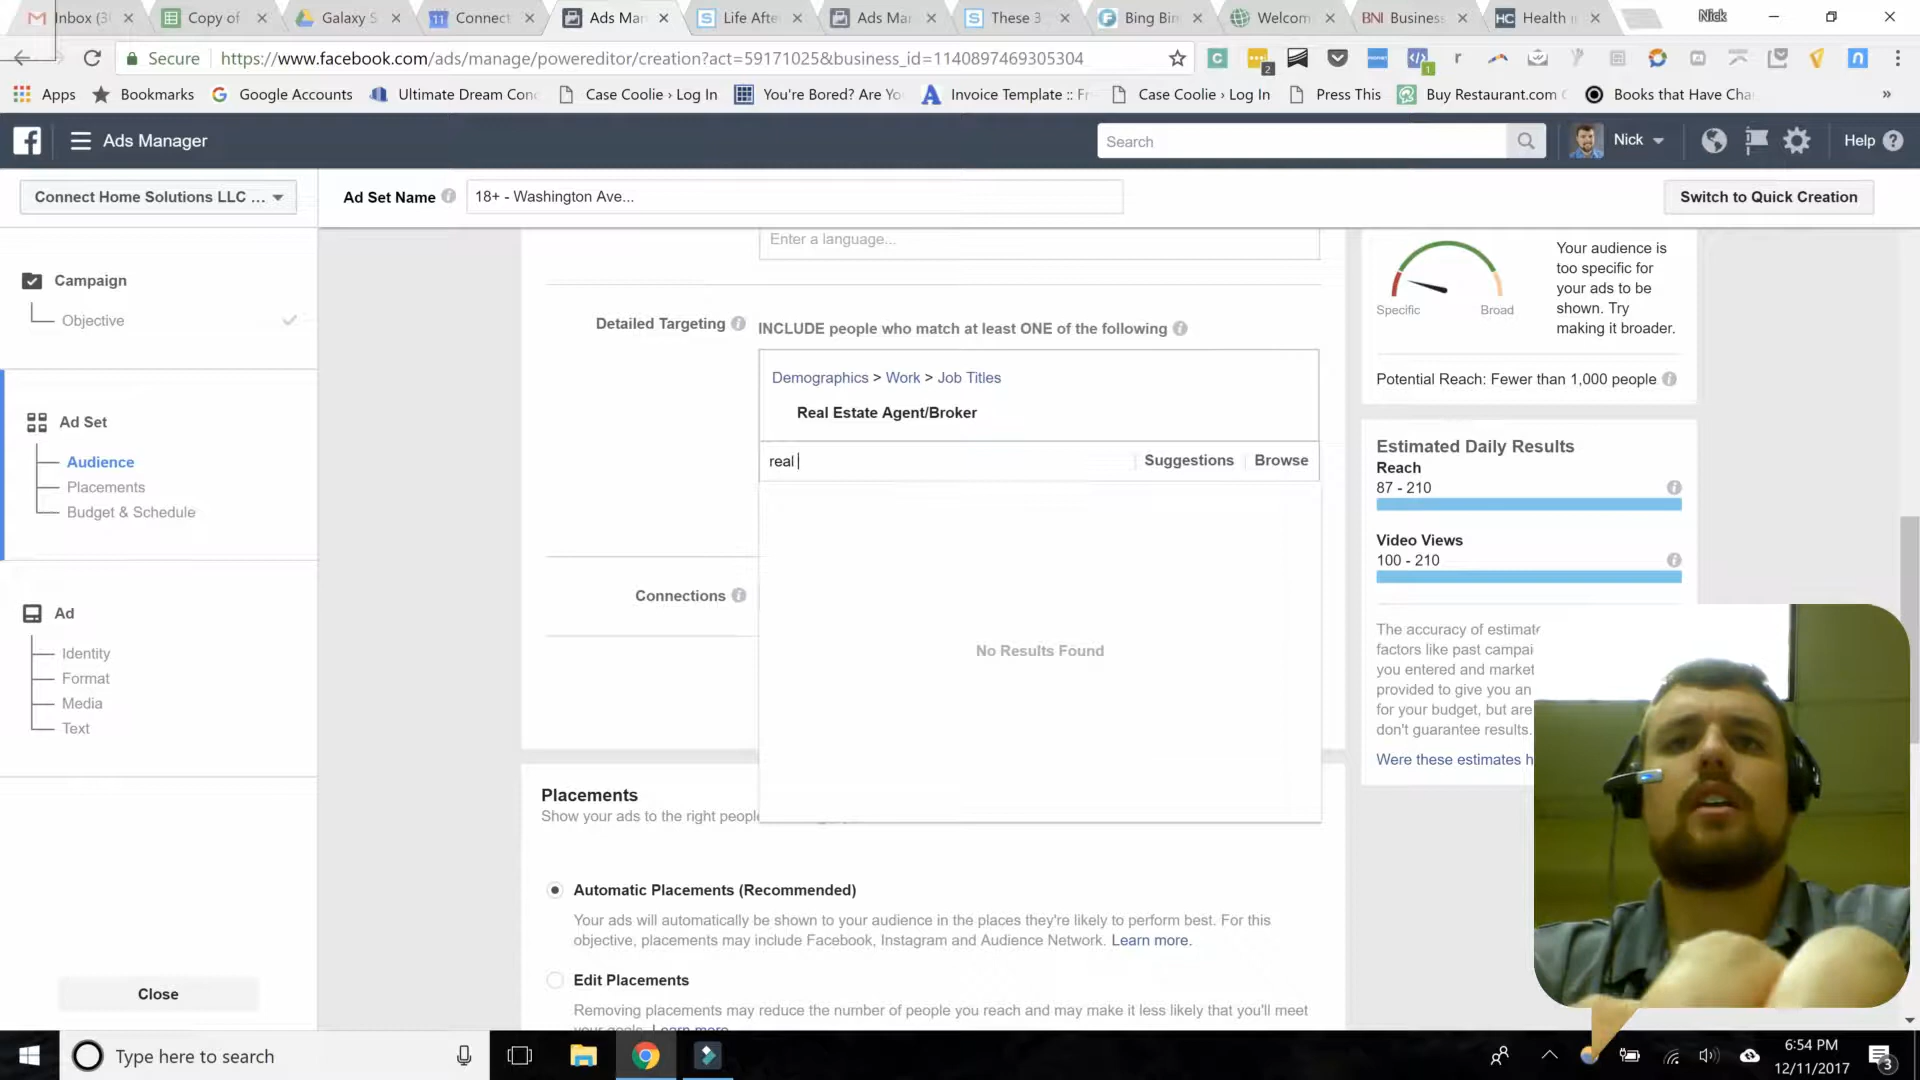 Inbox (3(
Copy of
Galaxy S
Connect
Ads Man
Life Afte
Ads Mar
These 3
Bing Bin
Welcom
BNI Business
HC Health i
Nick
Secure https://www.facebook.com/ads/manage/powereditor/creation?act=59171025&business_id=1140897469305304
Apps Bookmarks Google Accounts Ultimate Dream Con Case Coolie › Log In You're Bored? Are Yo Invoice Template :: Fr Case Coolie › Log In Press This Buy Restaurant.com Books that Have Cha »
Ads Manager
Search
Nick
Help
Connect Home Solutions LLC ...
Ad Set Name 18+ - Washington Ave...
Switch to Quick Creation
Campaign
Objective
Ad Set
Audience
Placements
Budget & Schedule
Ad
Identity
Format
Media
Text
Close
Enter a language...
Detailed Targeting
INCLUDE people who match at least ONE of the following
Demographics > Work > Job Titles
Real Estate Agent/Broker
real
Suggestions Browse
No Results Found
Connections
Placements
Show your ads to the right people
Automatic Placements (Recommended)
Your ads will automatically be shown to your audience in the places they're likely to perform best. For this
objective, placements may include Facebook, Instagram and Audience Network. Learn more.
Edit Placements
Removing placements may reduce the number of people you reach and may make it less likely that you'll meet
your goals. Learn more.
Specific Broad
Your audience is
too specific for
your ads to be
shown. Try
making it broader.
Potential Reach: Fewer than 1,000 people
Estimated Daily Results
Reach
87 - 210
Video Views
100 - 210
The accuracy of estimate
factors like past campai
you entered and market
provided to give you an
for your budget, but are
don't guarantee results.
Were these estimates h
Type here to search
6:54 PM
12/11/2017
3